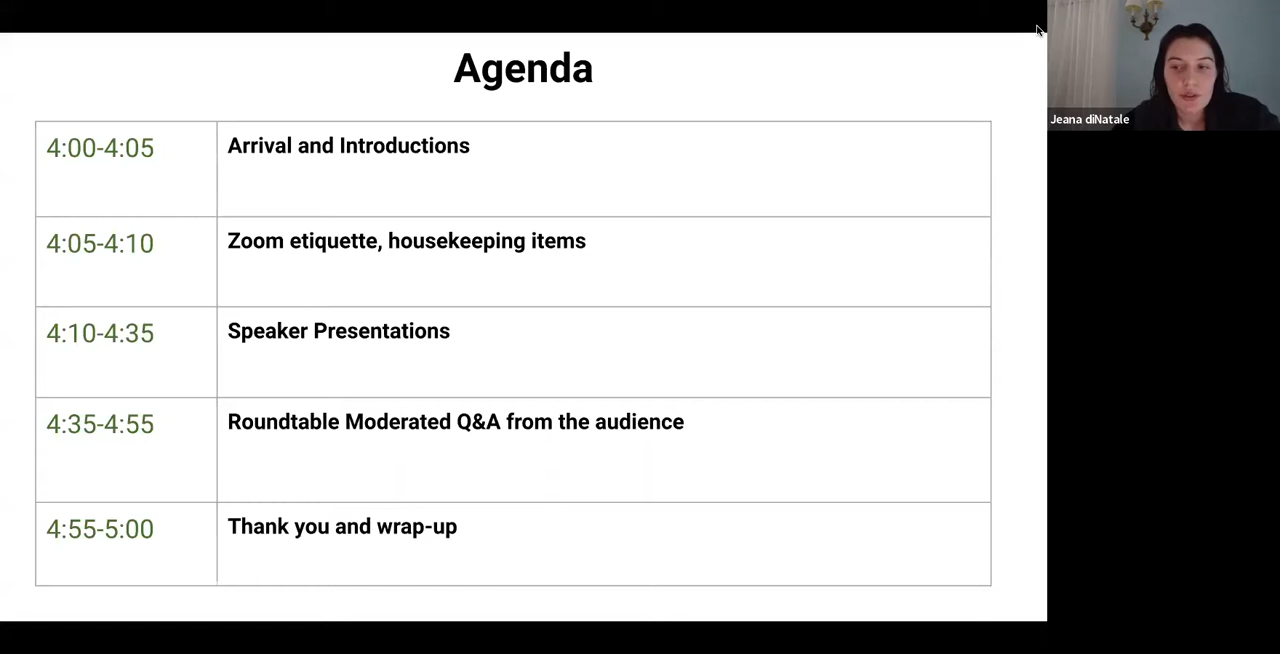 Agenda
4:00-4:05 Arrival and Introductions
4:05-4:10 Zoom etiquette, housekeeping items
4:10-4:35 Speaker Presentations
4:35-4:55 Roundtable Moderated Q&A from the audience
4:55-5:00 Thank you and wrap-up
Jeana diNatale